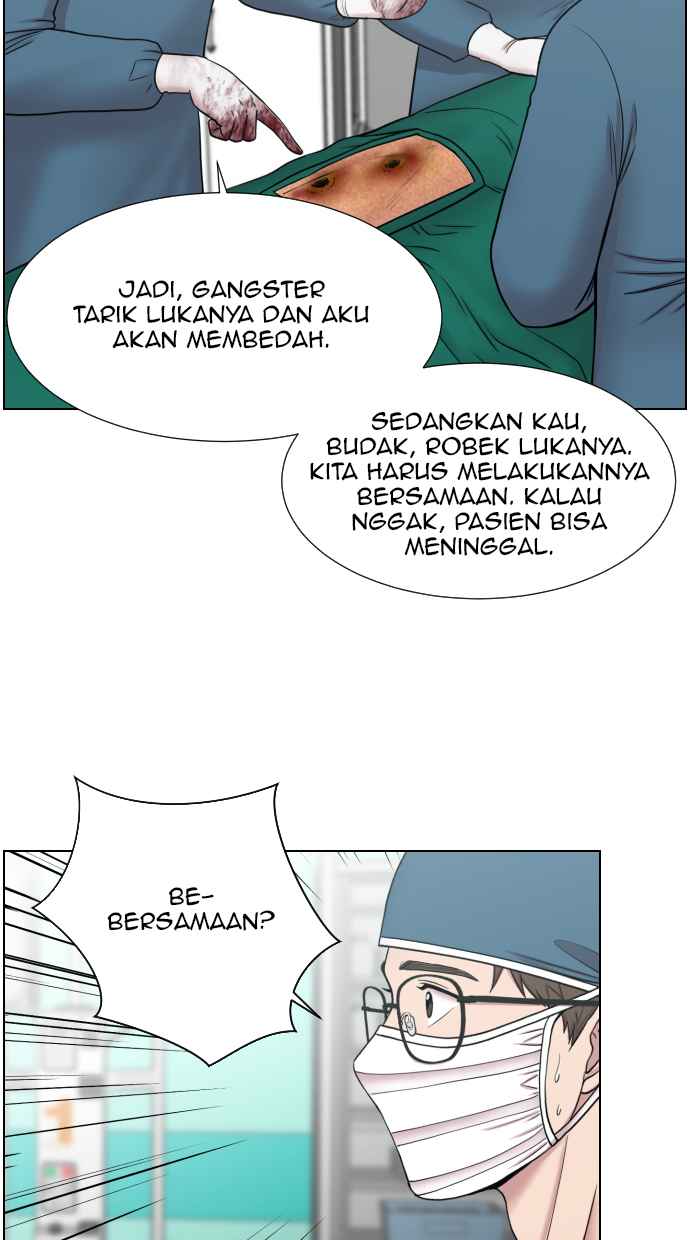 JADI, GANGSTER
TARIK LUKANYA DAN AKU
AKAN MEMBEDAH.
SEDANGKAN KAU,
BUDAK, ROBEK LUKANYA.
KITA HARUS MELAKUKANNYA
BERSAMAAN. KALAU
NGGAK, PASIEN BISA
MENINGGAL.
BE-
BERSAMAAN?
1